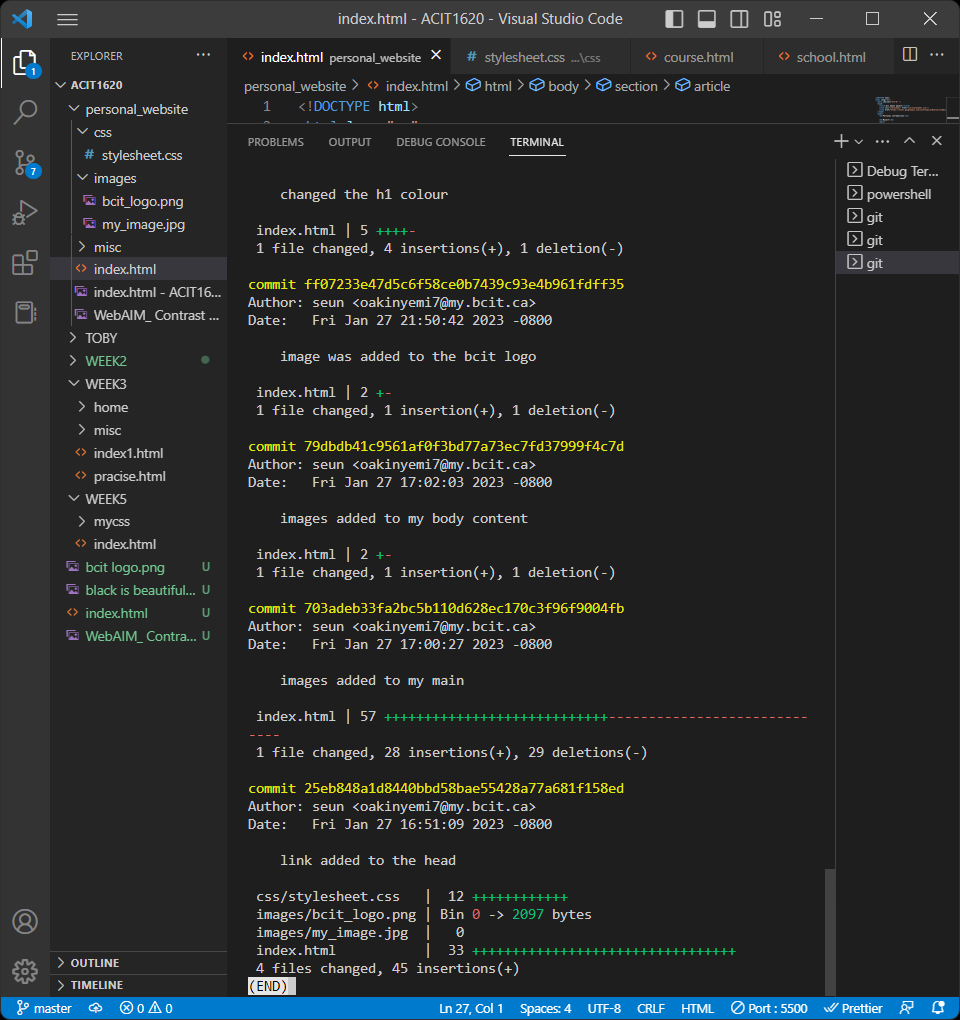 index.html - ACIT1620 - Visual Studio Code
EXPLORER
ACIT1620
personal_website
css
# stylesheet.css
images
bcit_logo.png
my_image.jpg
misc
index.html
index.html - ACIT16...
WebAIM_ Contrast ...
TOBY
WEEK2
WEEK3
home
misc
index1.html
pracise.html
WEEK5
mycss
index.html
bcit logo.png U
black is beautiful... U
index.html U
WebAIM_ Contra... U
OUTLINE
TIMELINE
1
7
index.html personal_website
# stylesheet.css ...\css
course.html
school.html
personal_website > index.html > html > body > section > article
1 <!DOCTYPE html>
PROBLEMS OUTPUT DEBUG CONSOLE TERMINAL
changed the h1 colour
index.html | 5 ++++-
1 file changed, 4 insertions(+), 1 deletion(-)
commit ff07233e47d5c6f58ce0b7439c93e4b961fdff35
Author: seun <oakinyemi7@my.bcit.ca>
Date: Fri Jan 27 21:50:42 2023 -0800
image was added to the bcit logo
index.html | 2 +-
1 file changed, 1 insertion(+), 1 deletion(-)
commit 79dbdb41c9561af0f3bd77a73ec7fd37999f4c7d
Author: seun <oakinyemi7@my.bcit.ca>
Date: Fri Jan 27 17:02:03 2023 -0800
images added to my body content
index.html | 2 +-
1 file changed, 1 insertion(+), 1 deletion(-)
commit 703adeb33fa2bc5b110d628ec170c3f96f9004fb
Author: seun <oakinyemi7@my.bcit.ca>
Date: Fri Jan 27 17:00:27 2023 -0800
images added to my main
index.html | 57 ++++++++++++++++++++++++++++-------------------------
----
1 file changed, 28 insertions(+), 29 deletions(-)
commit 25eb848a1d8440bbd58bae55428a77a681f158ed
Author: seun <oakinyemi7@my.bcit.ca>
Date: Fri Jan 27 16:51:09 2023 -0800
link added to the head
css/stylesheet.css | 12 ++++++++++++
images/bcit_logo.png | Bin 0 -> 2097 bytes
images/my_image.jpg | 0
index.html | 33 +++++++++++++++++++++++++++++++++
4 files changed, 45 insertions(+)
(END)
Debug Ter...
powershell
git
git
git
master 0 0 Ln 27, Col 1 Spaces: 4 UTF-8 CRLF HTML Port : 5500 Prettier